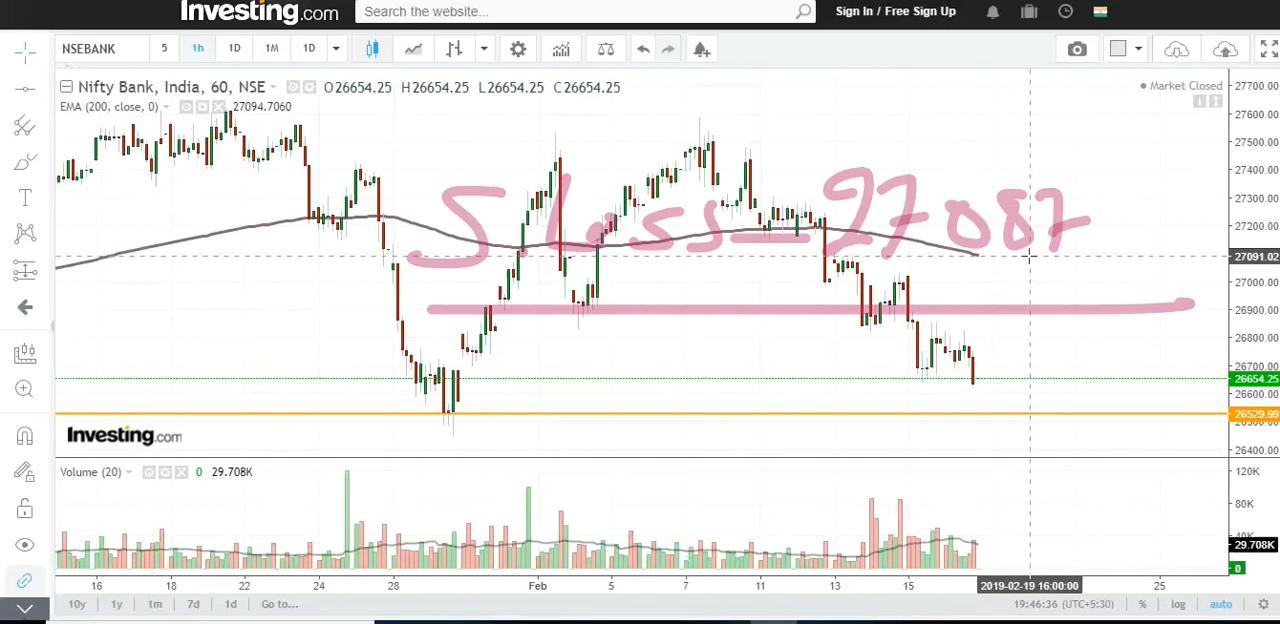 Investing.com Search the website... Sign In / Free Sign Up
NSEBANK 5 1h 1D 1M 1D
Nifty Bank, India, 60, NSE O26654.25 H26654.25 L26654.25 C26654.25
Market Closed
EMA (200, close, 0) 27094.7060
27700.00
27600.00
27500.00
27400.00
27300.00
27200.00
S loss 27087
27091.02
27000.00
26900.00
26800.00
26700.00
26654.25
26600.00
26529.99
26500.00
26400.00
Investing.com
Volume (20) 0 29.708K
120K
80K
40K
29.708K
0
16 18 22 24 28 Feb 5 7 11 13 15 2019-02-19 16:00:00 25
10y 1y 1m 7d 1d Go to... 19:46:36 (UTC+5:30) % log auto